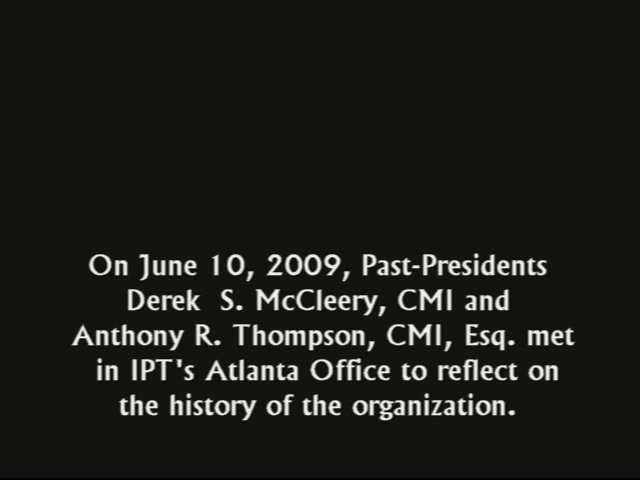 On June 10, 2009, Past-Presidents
Derek S. McCleery, CMI and
Anthony R. Thompson, CMI, Esq. met
in IPT's Atlanta Office to reflect on
the history of the organization.